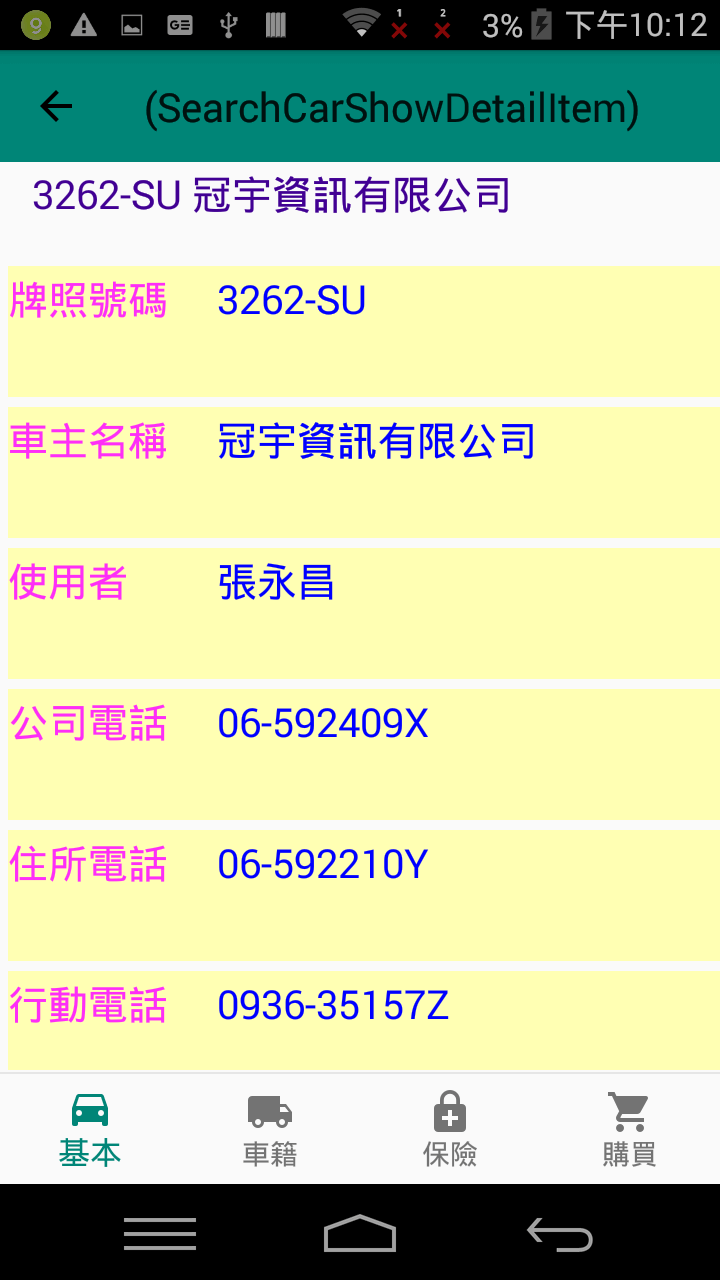 9 GE 1 2 3% 下午10:12
(SearchCarShowDetailItem)
3262-SU 冠宇資訊有限公司
牌照號碼 3262-SU
車主名稱 冠宇資訊有限公司
使用者 張永昌
公司電話 06-592409X
住所電話 06-592210Y
行動電話 0936-35157Z
基本 車籍 保險 購買